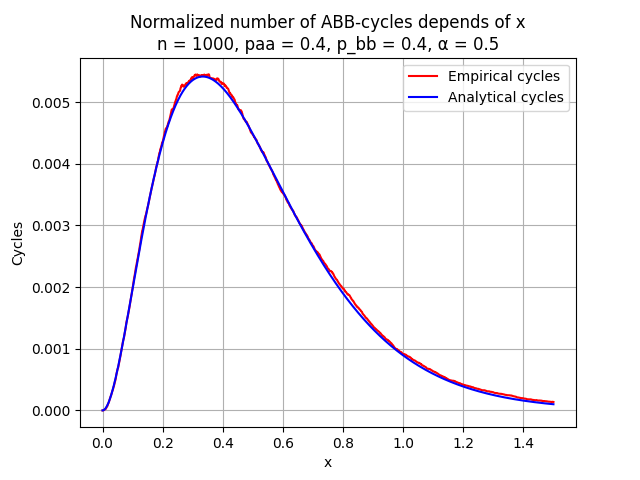 Normalized number of ABB-cycles depends of x
n = 1000, paa = 0.4, p_bb = 0.4, α = 0.5
Empirical cycles
Analytical cycles
Cycles
0.005
0.004
0.003
0.002
0.001
0.000
0.0 0.2 0.4 0.6 0.8 1.0 1.2 1.4
x